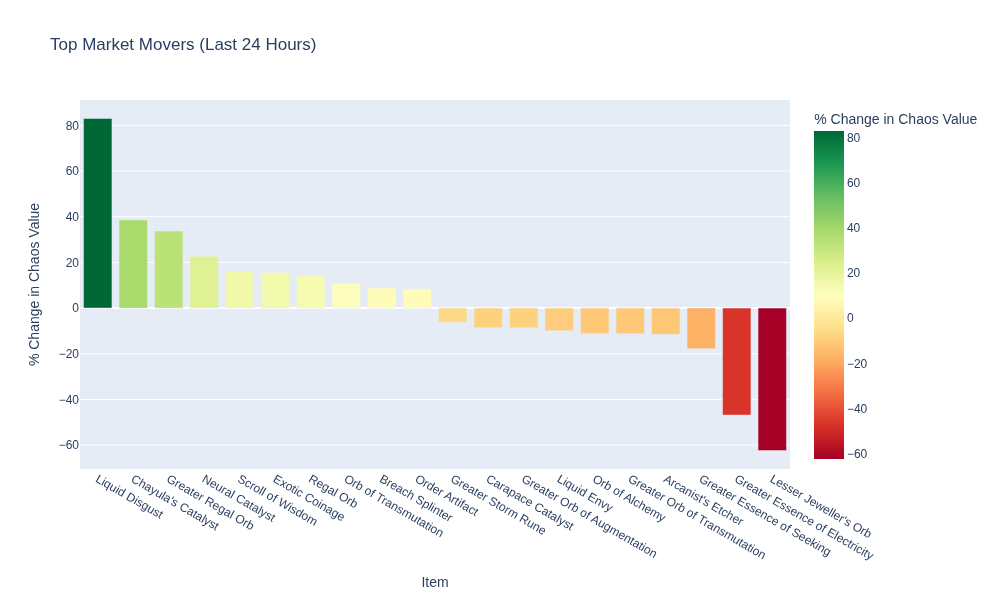 Top Market Movers (Last 24 Hours)
% Change in Chaos Value
80
60
40
20
0
−20
−40
−60
% Change in Chaos Value
80
60
40
20
0
−20
−40
−60
Liquid Disgust
Chayula's Catalyst
Greater Regal Orb
Neural Catalyst
Scroll of Wisdom
Exotic Coinage
Regal Orb
Orb of Transmutation
Breach Splinter
Order Artifact
Greater Storm Rune
Carapace Catalyst
Greater Orb of Augmentation
Liquid Envy
Orb of Alchemy
Greater Orb of Transmutation
Arcanist's Etcher
Greater Essence of Seeking
Greater Essence of Electricity
Lesser Jeweller's Orb
Item